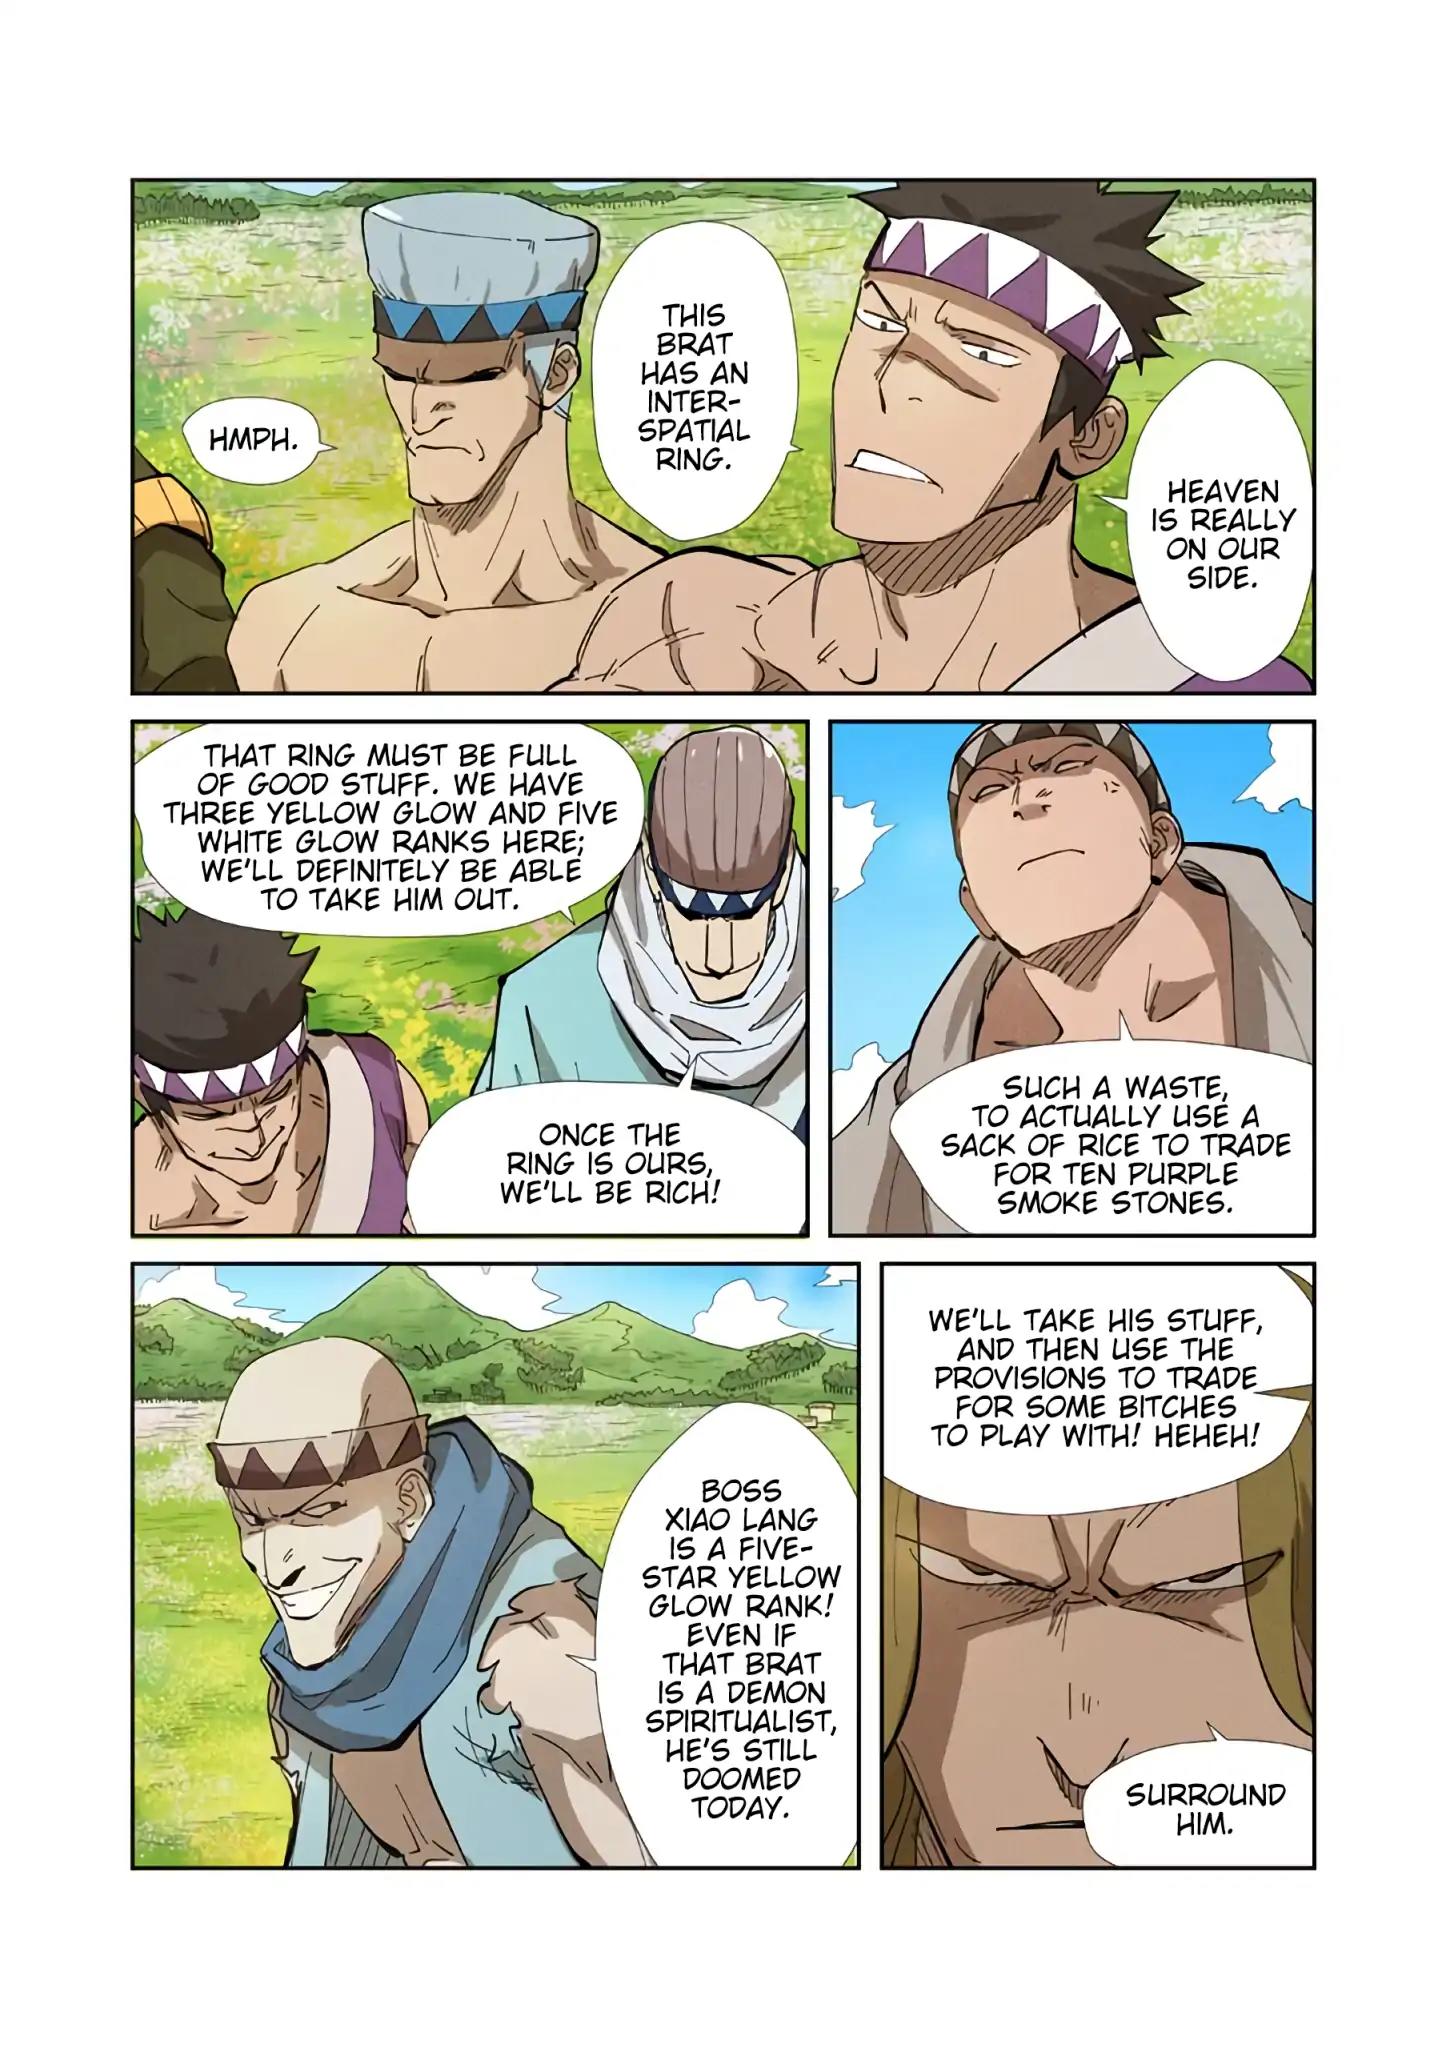 HMPH.
THIS
BRAT
HAS AN
INTER-
SPATIAL
RING.
HEAVEN
IS REALLY
ON OUR
SIDE.
THAT RING MUST BE FULL
OF GOOD STUFF. WE HAVE
THREE YELLOW GLOW AND FIVE
WHITE GLOW RANKS HERE;
WE'LL DEFINITELY BE ABLE
TO TAKE HIM OUT.
ONCE THE
RING IS OURS,
WE'LL BE RICH!
SUCH A WASTE,
TO ACTUALLY USE A
SACK OF RICE TO TRADE
FOR TEN PURPLE
SMOKE STONES.
BOSS
XIAO LANG
IS A FIVE-
STAR YELLOW
GLOW RANK!
EVEN IF
THAT BRAT
IS A DEMON
SPIRITUALIST,
HE'S STILL
DOOMED
TODAY.
WE'LL TAKE HIS STUFF,
AND THEN USE THE
PROVISIONS TO TRADE
FOR SOME BITCHES
TO PLAY WITH! HEHEH!
SURROUND
HIM.